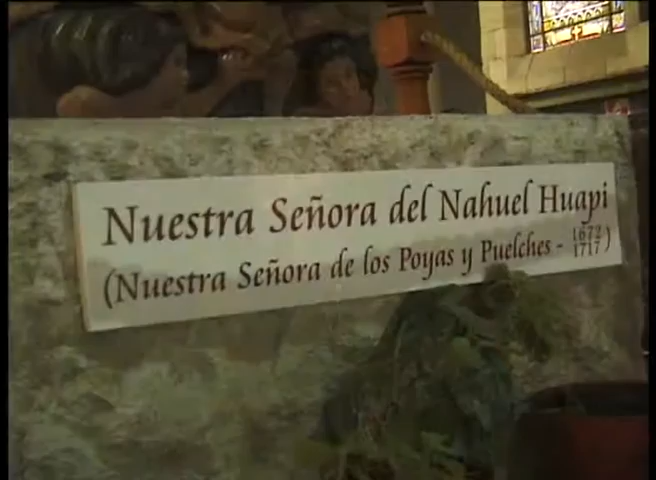 Nuestra Señora del Nahuel Huapi
(Nuestra Señora de los Poyas y Puelches - 1672 1717)